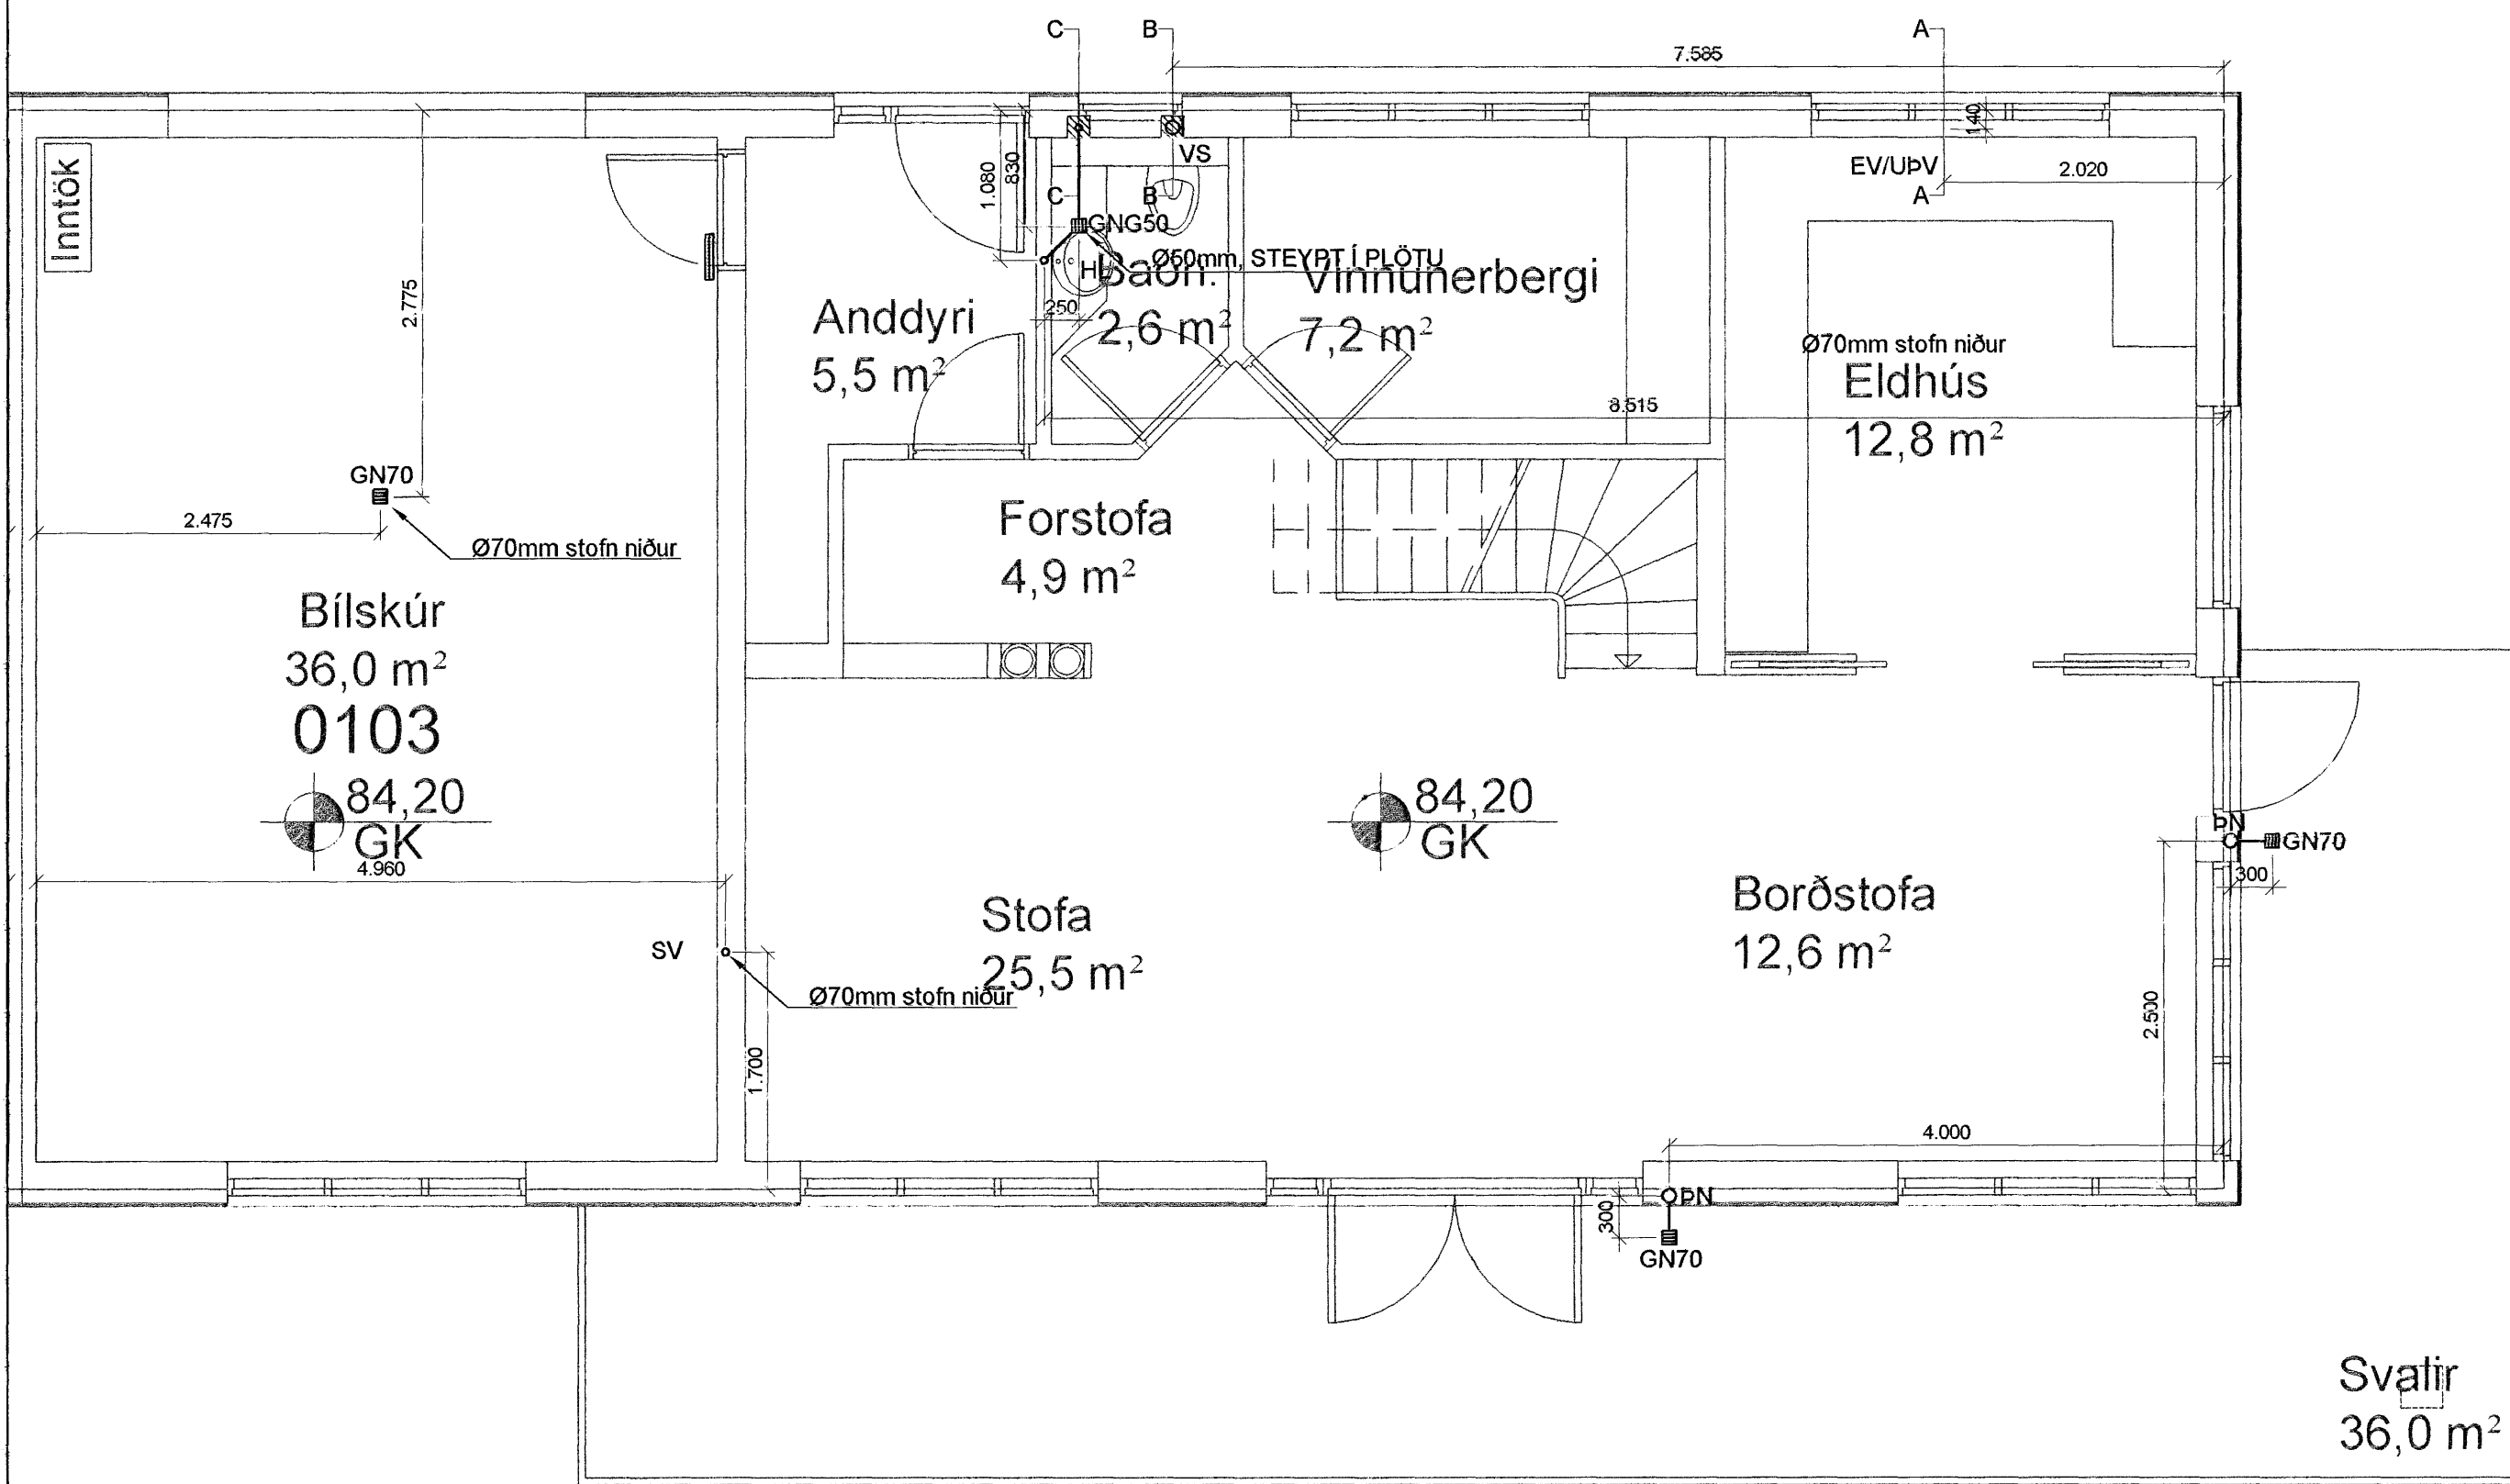 C
B
A
7.585
Inntök
2.775
1.080
830
VS
140
EV/UÞV
2.020
C
B
A
GNG50
Ø50mm, STEYPT Í PLÖTU
HL
Baðh.
2,6 m²
Vinnuherbergi
7,2 m²
250
Anddyri
5,5 m²
Ø70mm stofn niður
Eldhús
12,8 m²
8.515
GN70
2.475
Ø70mm stofn niður
Forstofa
4,9 m²
Bílskúr
36,0 m²
0103
84,20
GK
84,20
GK
4.960
ÞN
GN70
300
Stofa
25,5 m²
Borðstofa
12,6 m²
SV
Ø70mm stofn niður
1.700
2.500
4.000
ÞN
300
GN70
Svalir
36,0 m²